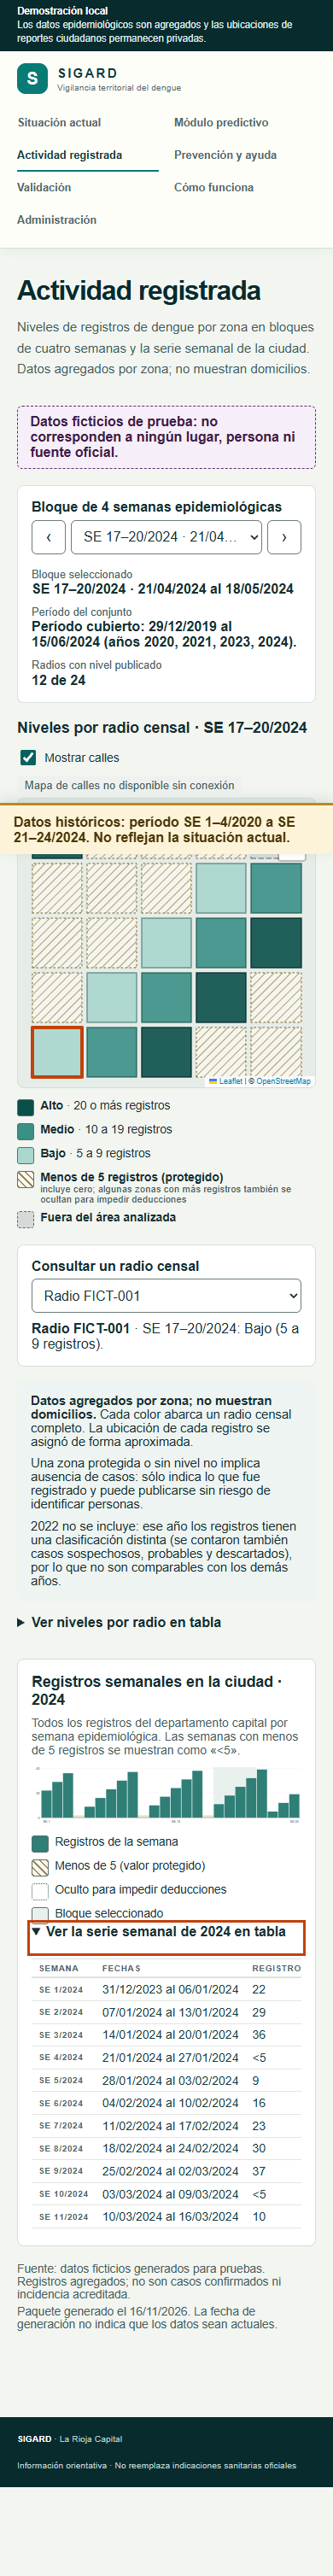 Demostración local
Los datos epidemiológicos son agregados y las ubicaciones de
reportes ciudadanos permanecen privadas.
S
SIGARD
Vigilancia territorial del dengue
Situación actual
Módulo predictivo
Actividad registrada
Prevención y ayuda
Validación
Cómo funciona
Administración
Actividad registrada
Niveles de registros de dengue por zona en bloques
de cuatro semanas y la serie semanal de la ciudad.
Datos agregados por zona; no muestran domicilios.
Datos ficticios de prueba: no
corresponden a ningún lugar, persona ni
fuente oficial.
Bloque de 4 semanas epidemiológicas
‹
SE 17–20/2024 · 21/04…
›
Bloque seleccionado
SE 17–20/2024 · 21/04/2024 al 18/05/2024
Período del conjunto
Período cubierto: 29/12/2019 al
15/06/2024 (años 2020, 2021, 2023, 2024).
Radios con nivel publicado
12 de 24
Niveles por radio censal · SE 17–20/2024
Mostrar calles
Mapa de calles no disponible sin conexión
Datos históricos: período SE 1–4/2020 a SE
21–24/2024. No reflejan la situación actual.
Leaflet | © OpenStreetMap
Alto · 20 o más registros
Medio · 10 a 19 registros
Bajo · 5 a 9 registros
Menos de 5 registros (protegido)
incluye cero; algunas zonas con más registros también se
ocultan para impedir deducciones
Fuera del área analizada
Consultar un radio censal
Radio FICT-001
Radio FICT-001 · SE 17–20/2024: Bajo (5 a
9 registros).
Datos agregados por zona; no muestran
domicilios. Cada color abarca un radio censal
completo. La ubicación de cada registro se
asignó de forma aproximada.
Una zona protegida o sin nivel no implica
ausencia de casos: sólo indica lo que fue
registrado y puede publicarse sin riesgo de
identificar personas.
2022 no se incluye: ese año los registros tienen
una clasificación distinta (se contaron también
casos sospechosos, probables y descartados),
por lo que no son comparables con los demás
años.
Ver niveles por radio en tabla
Registros semanales en la ciudad ·
2024
Todos los registros del departamento capital por
semana epidemiológica. Las semanas con menos
de 5 registros se muestran como «<5».
Registros de la semana
Menos de 5 (valor protegido)
Oculto para impedir deducciones
Bloque seleccionado
Ver la serie semanal de 2024 en tabla
SEMANA FECHAS REGISTRO
SE 1/2024 31/12/2023 al 06/01/2024 22
SE 2/2024 07/01/2024 al 13/01/2024 29
SE 3/2024 14/01/2024 al 20/01/2024 36
SE 4/2024 21/01/2024 al 27/01/2024 <5
SE 5/2024 28/01/2024 al 03/02/2024 9
SE 6/2024 04/02/2024 al 10/02/2024 16
SE 7/2024 11/02/2024 al 17/02/2024 23
SE 8/2024 18/02/2024 al 24/02/2024 30
SE 9/2024 25/02/2024 al 02/03/2024 37
SE 10/2024 03/03/2024 al 09/03/2024 <5
SE 11/2024 10/03/2024 al 16/03/2024 10
Fuente: datos ficticios generados para pruebas.
Registros agregados; no son casos confirmados ni
incidencia acreditada.
Paquete generado el 16/11/2026. La fecha de
generación no indica que los datos sean actuales.
SIGARD · La Rioja Capital
Información orientativa · No reemplaza indicaciones sanitarias oficiales